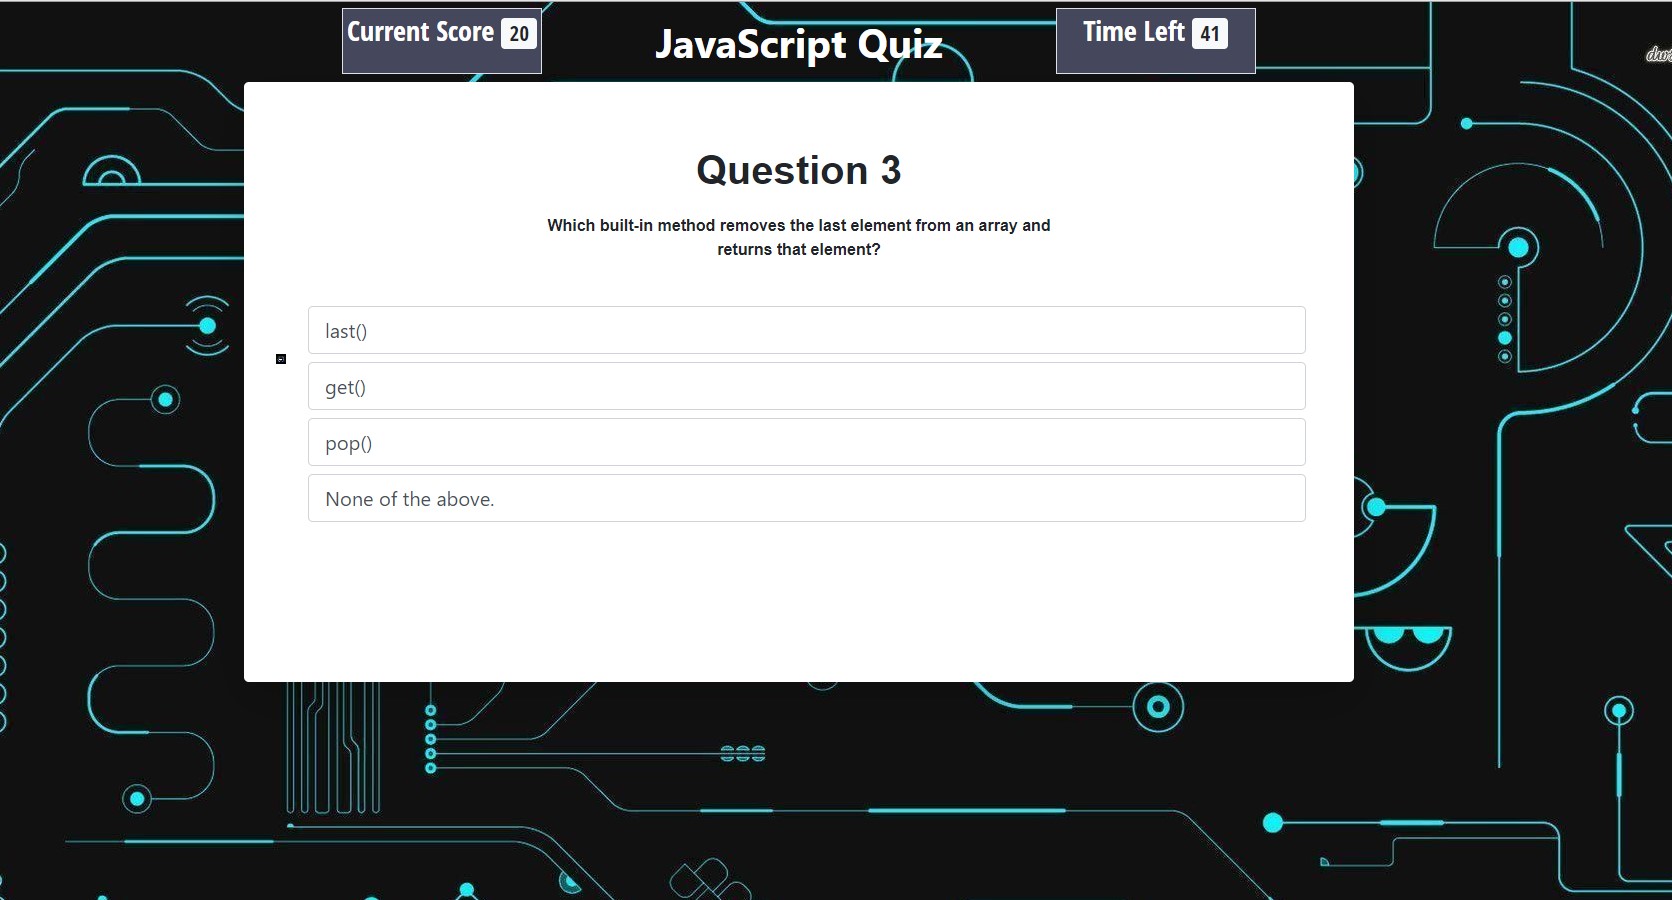 Current Score 20
JavaScript Quiz
Time Left 41
Question 3
Which built-in method removes the last element from an array and
returns that element?
last()
get()
pop()
None of the above.